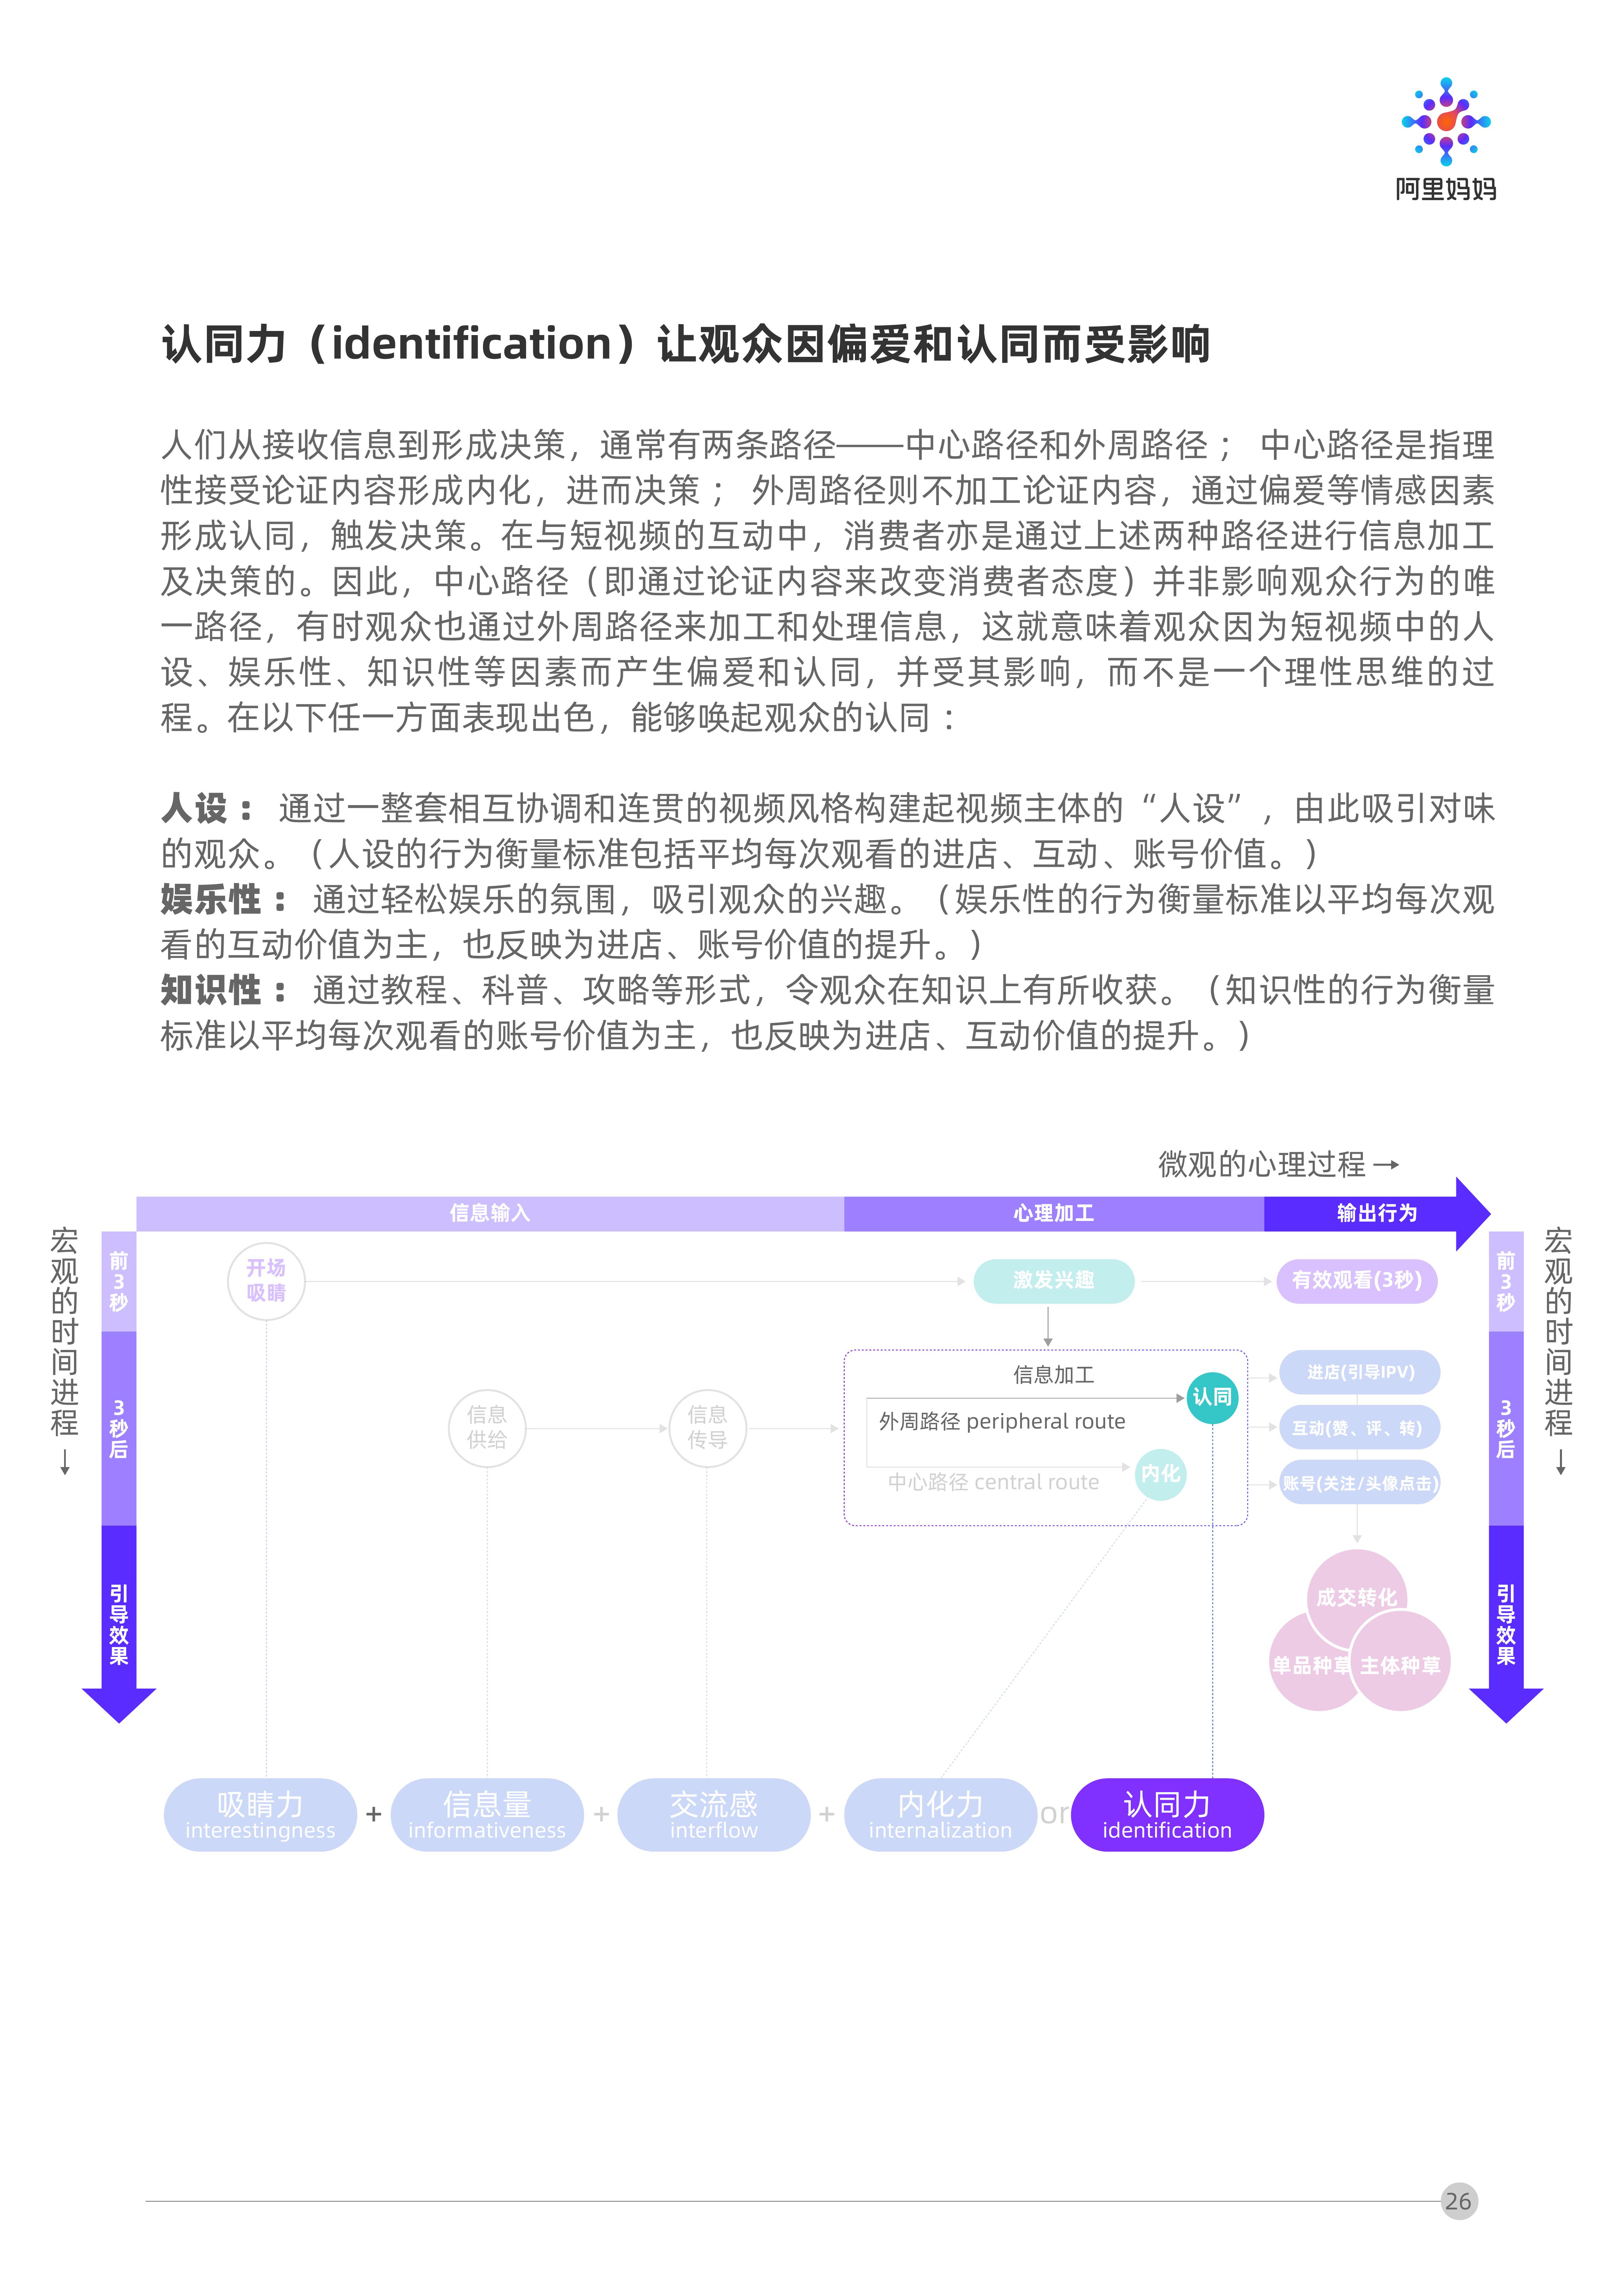 阿里妈妈
认同力（identification）让观众因偏爱和认同而受影响
人们从接收信息到形成决策，通常有两条路径——中心路径和外周路径； 中心路径是指理
性接受论证内容形成内化，进而决策； 外周路径则不加工论证内容，通过偏爱等情感因素
形成认同，触发决策。在与短视频的互动中，消费者亦是通过上述两种路径进行信息加工
及决策的。因此，中心路径（即通过论证内容来改变消费者态度）并非影响观众行为的唯
一路径，有时观众也通过外周路径来加工和处理信息，这就意味着观众因为短视频中的人
设、娱乐性、知识性等因素而产生偏爱和认同，并受其影响，而不是一个理性思维的过
程。在以下任一方面表现出色，能够唤起观众的认同：
人设： 通过一整套相互协调和连贯的视频风格构建起视频主体的“人设”，由此吸引对味
的观众。（人设的行为衡量标准包括平均每次观看的进店、互动、账号价值。）
娱乐性： 通过轻松娱乐的氛围，吸引观众的兴趣。（娱乐性的行为衡量标准以平均每次观
看的互动价值为主，也反映为进店、账号价值的提升。）
知识性： 通过教程、科普、攻略等形式，令观众在知识上有所收获。（知识性的行为衡量
标准以平均每次观看的账号价值为主，也反映为进店、互动价值的提升。）
微观的心理过程→
信息输入
心理加工
输出行为
宏观的时间进程→
前3秒
3秒后
引导效果
开场
吸睛
激发兴趣
有效观看(3秒)
信息
供给
信息
传导
信息加工
外周路径 peripheral route
认同
中心路径 central route
内化
进店(引导IPV)
互动(赞、评、转)
账号(关注/头像点击)
成交转化
单品种草
主体种草
前3秒
3秒后
引导效果
宏观的时间进程→
吸睛力
interestingness
+
信息量
informativeness
+
交流感
interflow
+
内化力
internalization
or
认同力
identification
26